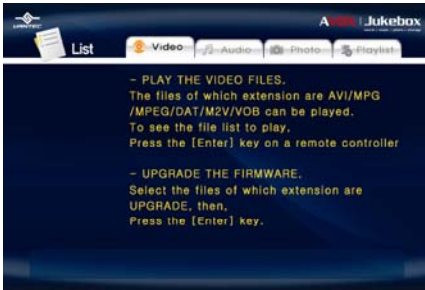 VANTEC
AVOX Jukebox
List
Video
Audio
Photo
Playlist
- PLAY THE VIDEO FILES.
The files of which extension are AVI/MPG
/MPEG/DAT/M2V/VOB can be played.
To see the file list to play,
Press the [Enter] key on a remote controller
- UPGRADE THE FIRMWARE.
Select the files of which extension are
UPGRADE, then,
Press the [Enter] key.